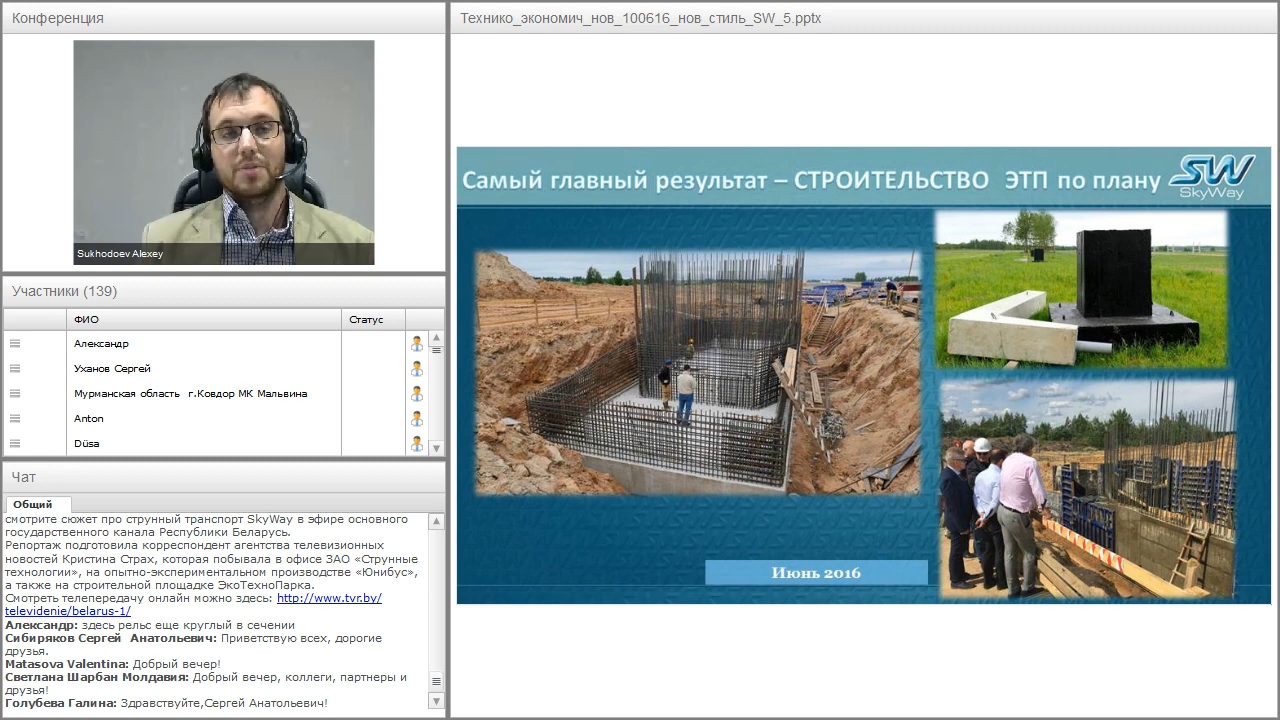 Конференция
Sukhodoev Alexey
Участники (139)
ФИО
Статус
Александр
Уханов Сергей
Мурманская область г.Ковдор МК Мальвина
Anton
Düsa
Чат
Общий
смотрите сюжет про струнный транспорт SkyWay в эфире основного
государственного канала Республики Беларусь.
Репортаж подготовила корреспондент агентства телевизионных
новостей Кристина Страх, которая побывала в офисе ЗАО «Струнные
технологии», на опытно-экспериментальном производстве «Юнибус»,
а также на строительной площадке ЭкоТехноПарка.
Смотреть телепередачу онлайн можно здесь: http://www.tvr.by/
televidenie/belarus-1/
Александр: здесь рельс еще круглый в сечении
Сибиряков Сергей Анатольевич: Приветствую всех, дорогие
друзья.
Matasova Valentina: Добрый вечер!
Светлана Шарбан Молдавия: Добрый вечер, коллеги, партнеры и
друзья!
Голубева Галина: Здравствуйте,Сергей Анатольевич!
Технико_экономич_нов_100616_нов_стиль_SW_5.pptx
Самый главный результат – СТРОИТЕЛЬСТВО ЭТП по плану
SW
SkyWay
Июнь 2016